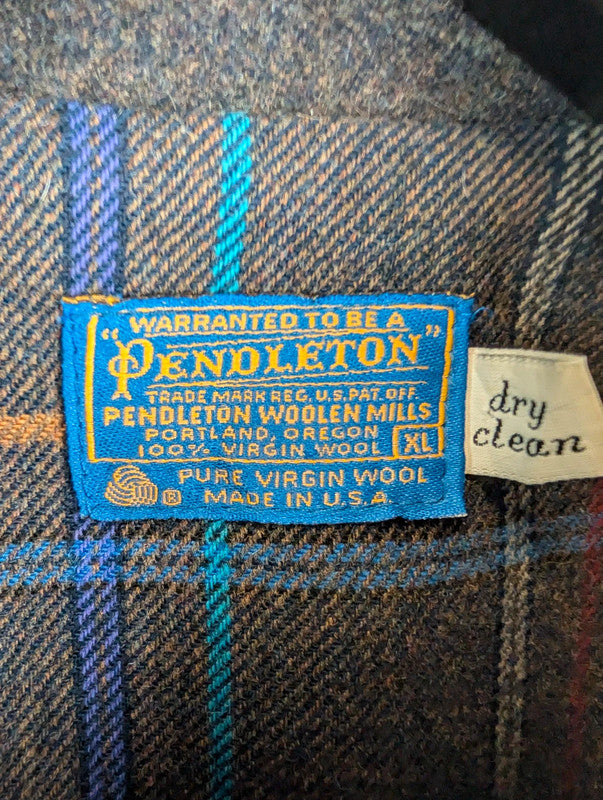 WARRANTED TO BE A
"PENDLETON"
TRADE MARK REG. U.S. PAT. OFF.
PENDLETON WOOLEN MILLS
PORTLAND, OREGON
100% VIRGIN WOOL XL
® PURE VIRGIN WOOL
MADE IN U.S.A.
dry
clean